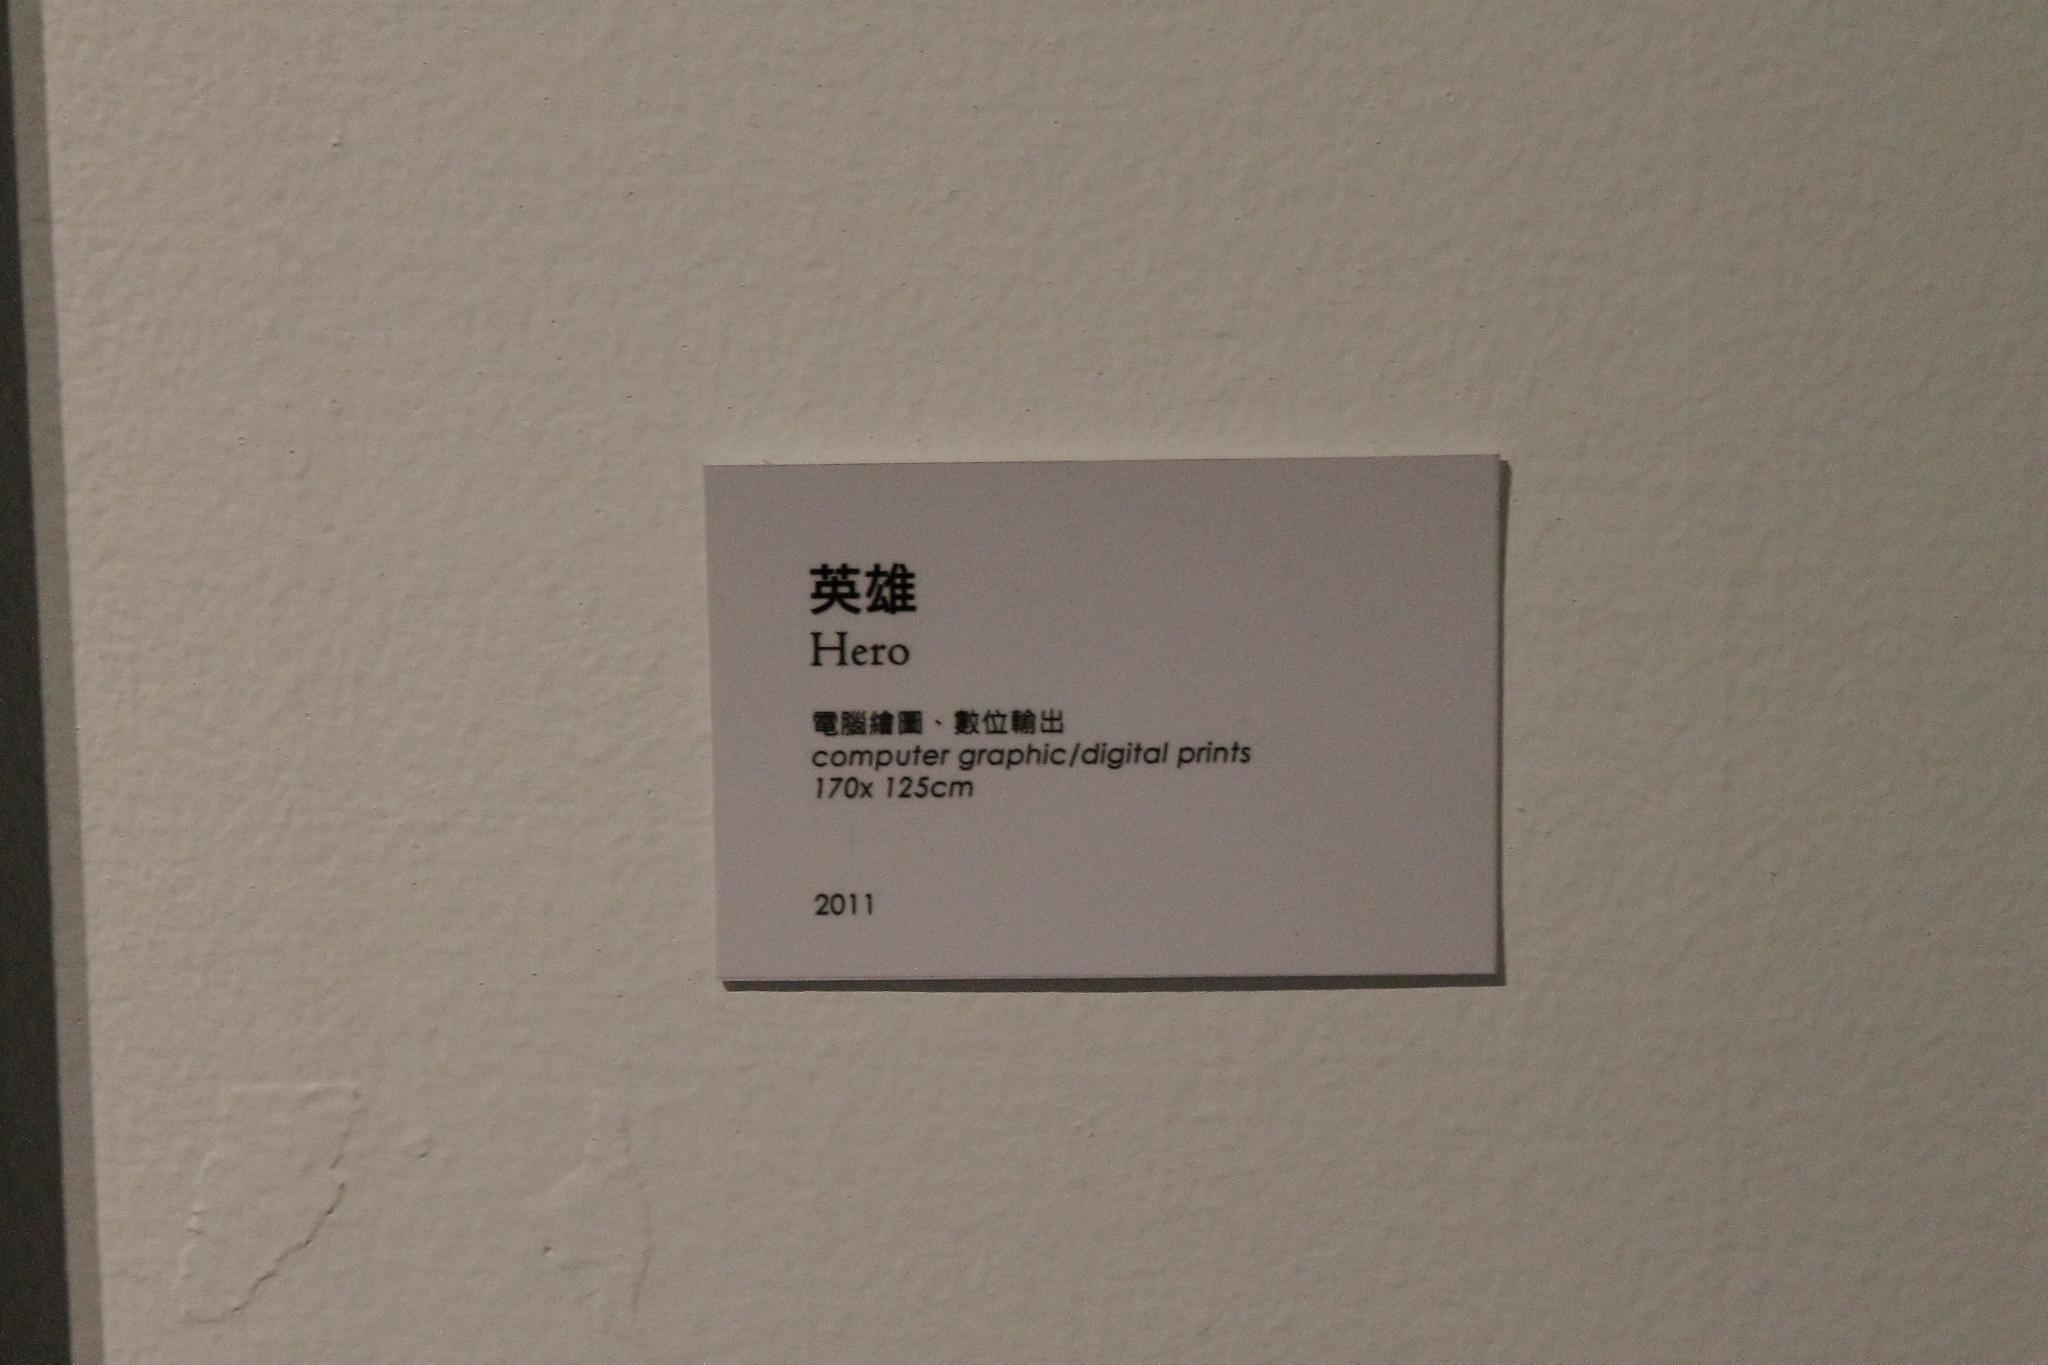 英雄
Hero
電腦繪圖、數位輸出
computer graphic/digital prints
170x 125cm
2011